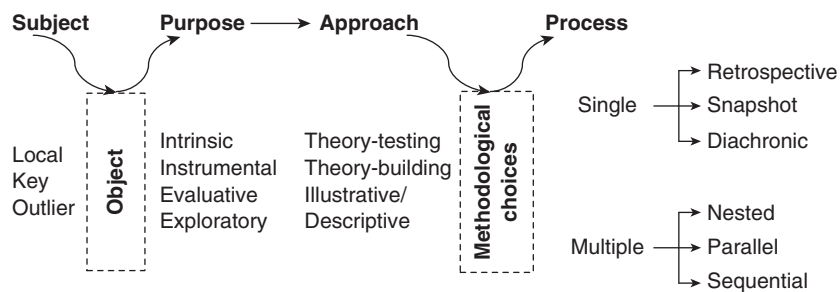 Subject
Purpose
Approach
Process
Local
Key
Outlier
Object
Intrinsic
Instrumental
Evaluative
Exploratory
Theory-testing
Theory-building
Illustrative/
Descriptive
Methodological
choices
Single
Retrospective
Snapshot
Diachronic
Multiple
Nested
Parallel
Sequential